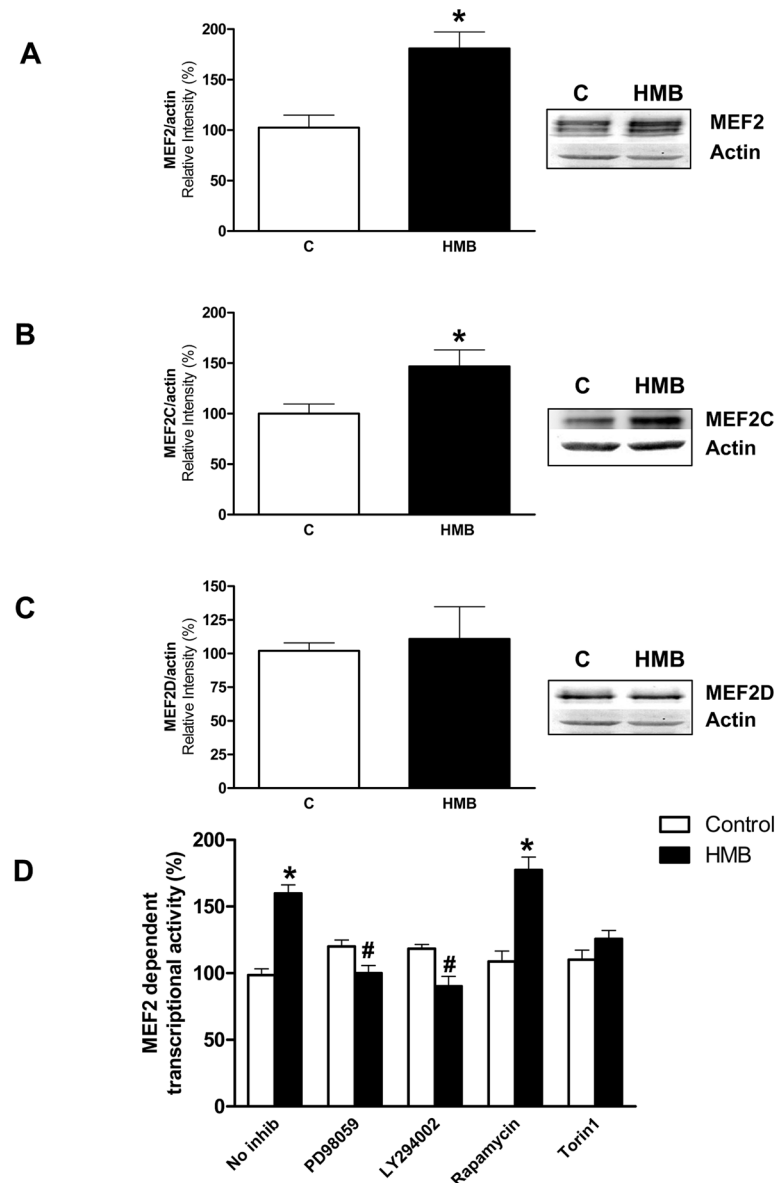 A
MEF2/actin
Relative Intensity (%)
200
150
100
50
0
*
C
HMB
C HMB
MEF2
Actin
B
MEF2C/actin
Relative Intensity (%)
200
150
100
50
0
*
C
HMB
C HMB
MEF2C
Actin
C
MEF2D/actin
Relative Intensity (%)
150
125
100
75
50
25
0
C
HMB
C HMB
MEF2D
Actin
Control
HMB
D
MEF2 dependent
transcriptional activity (%)
200
150
100
50
0
*
#
#
*
No inhib
PD98059
LY294002
Rapamycin
Torin1